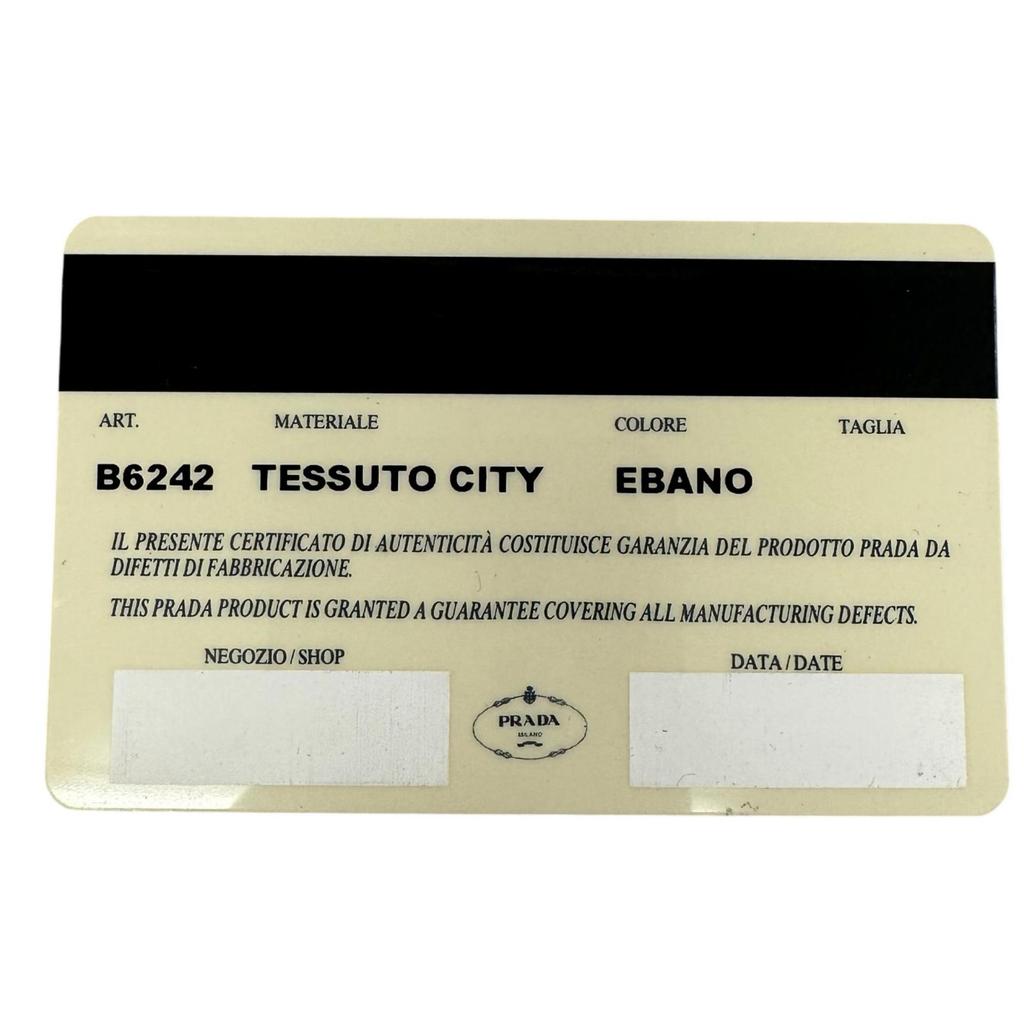 ART. MATERIALE COLORE TAGLIA
B6242 TESSUTO CITY EBANO
IL PRESENTE CERTIFICATO DI AUTENTICITÀ COSTITUISCE GARANZIA DEL PRODOTTO PRADA DA
DIFETTI DI FABBRICAZIONE.
THIS PRADA PRODUCT IS GRANTED A GUARANTEE COVERING ALL MANUFACTURING DEFECTS.
NEGOZIO / SHOP DATA / DATE
PRADA
MILANO